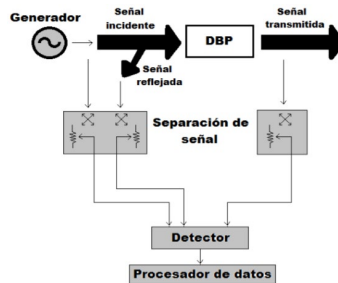 Generador
Señal
incidente
DBP
Señal
transmitida
Señal
reflejada
Separación de
señal
Detector
Procesador de datos